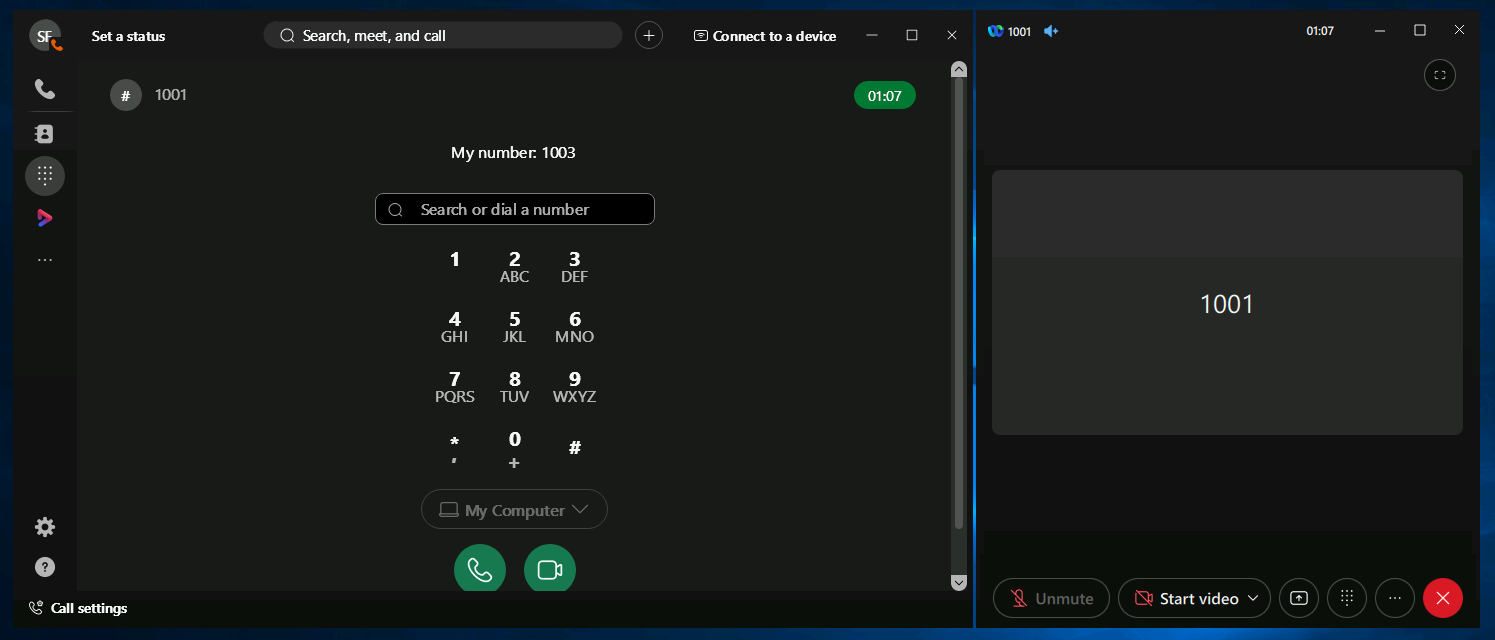 SF
Set a status
Search, meet, and call
Connect to a device
# 1001
01:07
My number: 1003
Search or dial a number
1 2 3
ABC DEF
4 5 6
GHI JKL MNO
7 8 9
PQRS TUV WXYZ
* 0 #
, +
My Computer
Call settings
1001
01:07
1001
Unmute
Start video